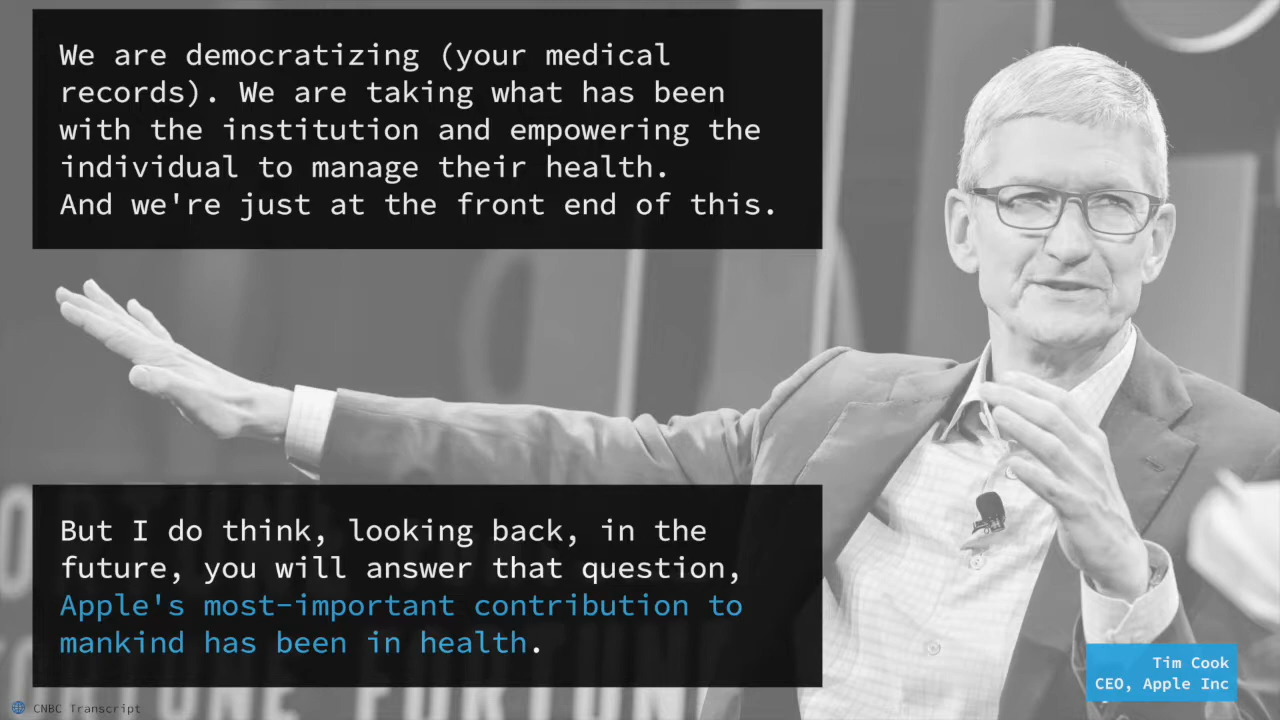 We are democratizing (your medical
records). We are taking what has been
with the institution and empowering the
individual to manage their health.
And we're just at the front end of this.
But I do think, looking back, in the
future, you will answer that question,
Apple's most-important contribution to
mankind has been in health.
Tim Cook
CEO, Apple Inc
CNBC Transcript